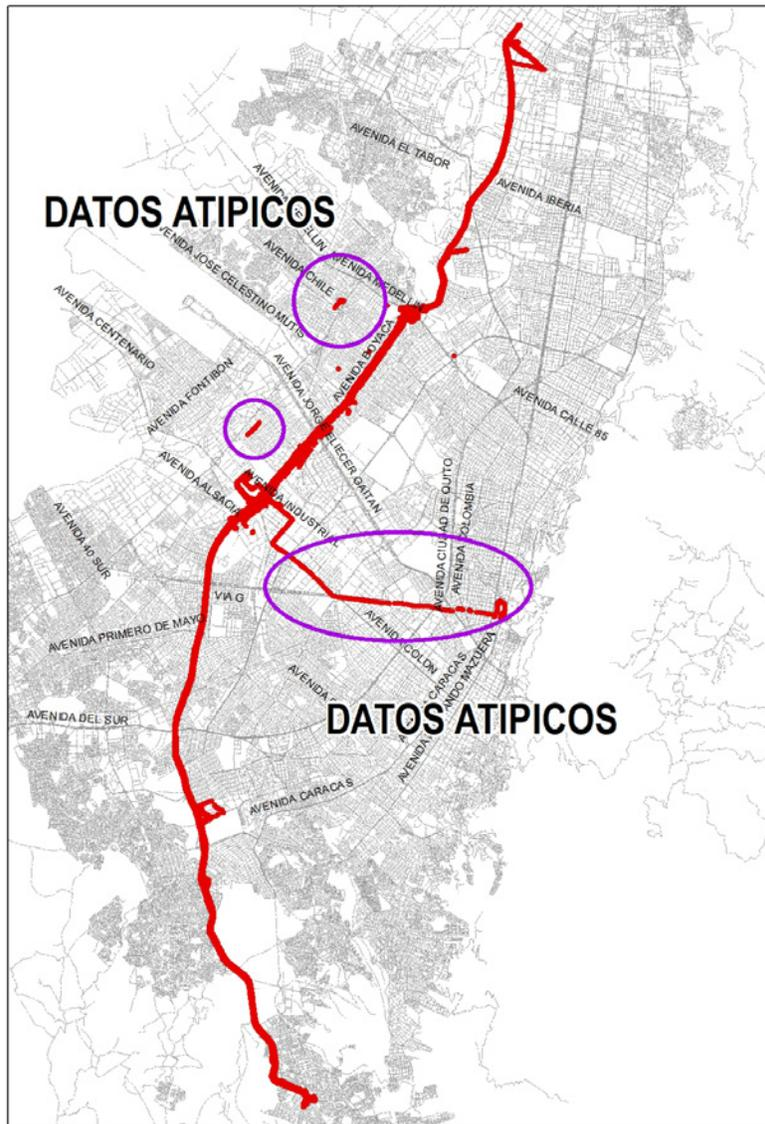 AVENIDA EL TABOR
AVENIDA IBERIA
DATOS ATIPICOS
AVENIDA CHILE
AVENIDA MEDELLIN
AVENIDA JOSE CELESTINO MUTIS
AVENIDA CENTENARIO
AVENIDA FONTIBON
AVENIDA BOYACA
AVENIDA JORGE ELIECER GAITAN
AVENIDA CALLE 85
AVENIDA ALSACIA
AVENIDA INDUSTRIAL
AVENIDA CIUDAD DE QUITO
AVENIDA COLOMBIA
AVENIDA 40 SUR
VIA G
AVENIDA PRIMERO DE MAYO
AVENIDA COLON
DATOS ATIPICOS
AVENIDA CARACAS
AVENIDA DEL SUR
AVENIDA CARACAS